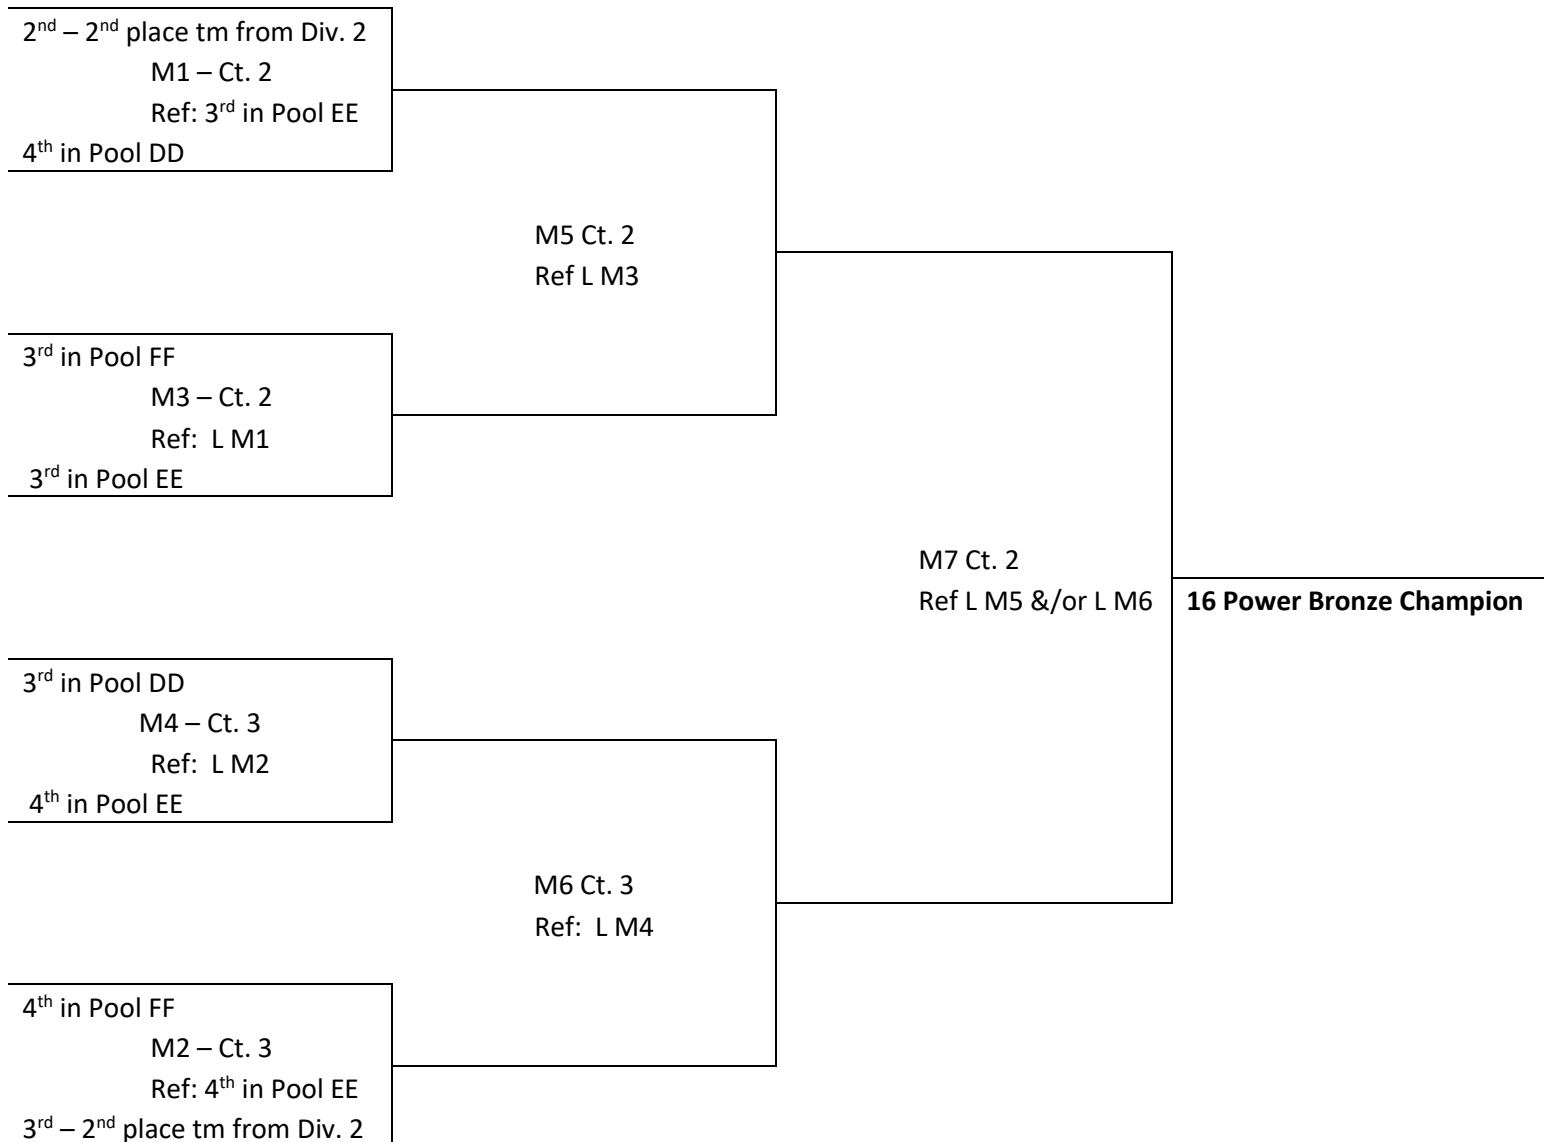 2nd – 2nd place tm from Div. 2
M1 – Ct. 2
Ref: 3rd in Pool EE
4th in Pool DD
M5 Ct. 2
Ref L M3
3rd in Pool FF
M3 – Ct. 2
Ref: L M1
3rd in Pool EE
M7 Ct. 2
Ref L M5 &/or L M6
16 Power Bronze Champion
3rd in Pool DD
M4 – Ct. 3
Ref: L M2
4th in Pool EE
M6 Ct. 3
Ref: L M4
4th in Pool FF
M2 – Ct. 3
Ref: 4th in Pool EE
3rd – 2nd place tm from Div. 2